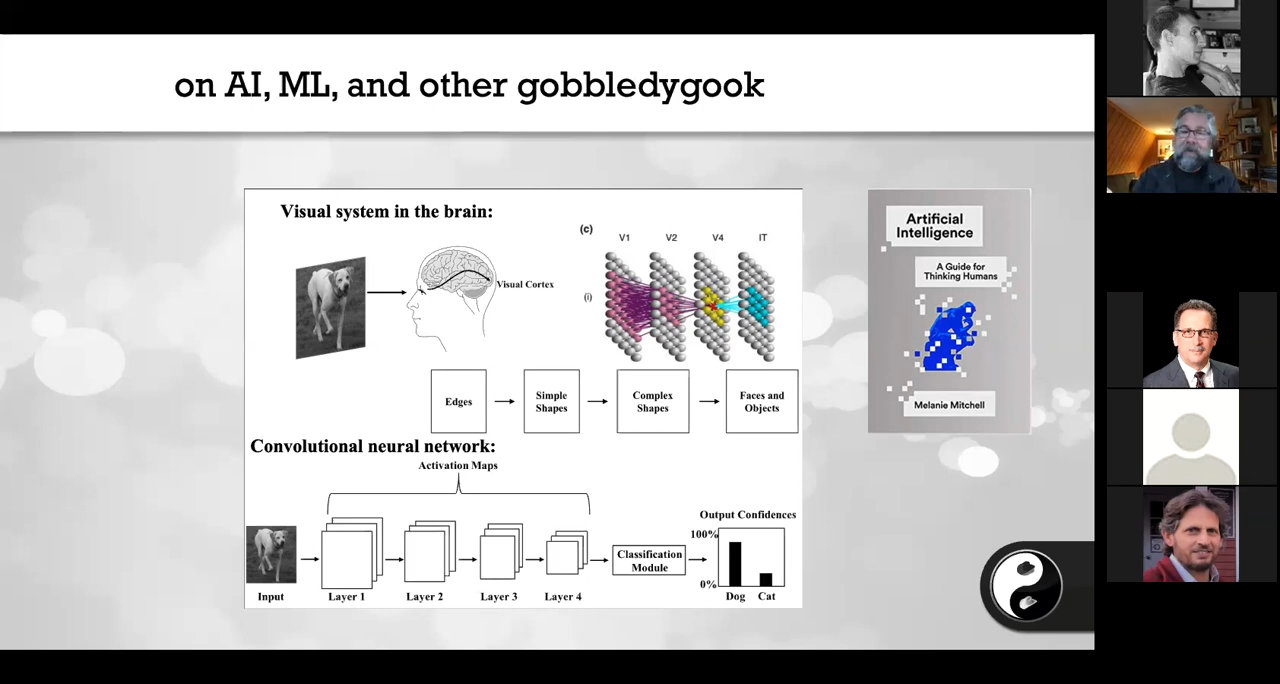 on AI, ML, and other gobbledygook
Visual system in the brain:
Visual Cortex
(c)
V1 V2 V4 IT
(i)
Edges
Simple
Shapes
Complex
Shapes
Faces and
Objects
Convolutional neural network:
Activation Maps
Output Confidences
100%
0%
Classification
Module
Input
Layer 1
Layer 2
Layer 3
Layer 4
Dog
Cat
Artificial
Intelligence
A Guide for
Thinking Humans
Melanie Mitchell